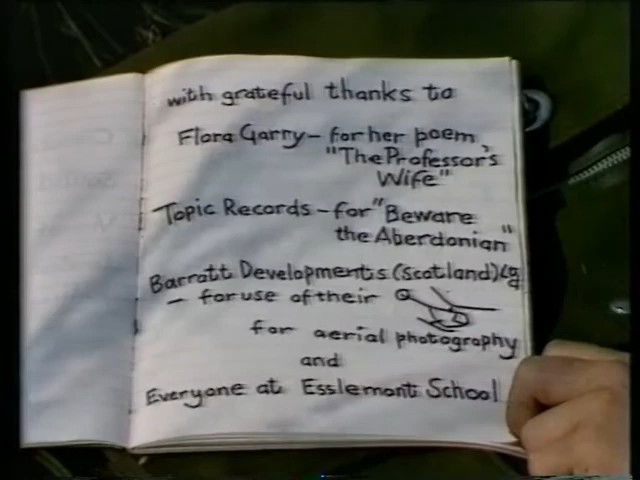 with grateful thanks to
Flora Garry - for her poem,
"The Professor's
Wife"
Topic Records - for "Beware
the Aberdonian"
Barratt Developments (Scotland)
- for use of their
for aerial photography
and
Everyone at Esslemont School